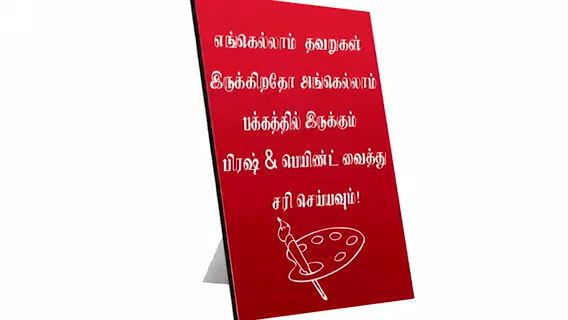 எங்கெல்லாம் தவறுகள்
இருக்கிறதோ அங்கெல்லாம்
பக்கத்தில் இருக்கும்
பிரஷ் & பெயிண்ட் வைத்து
சரி செய்யவும்!